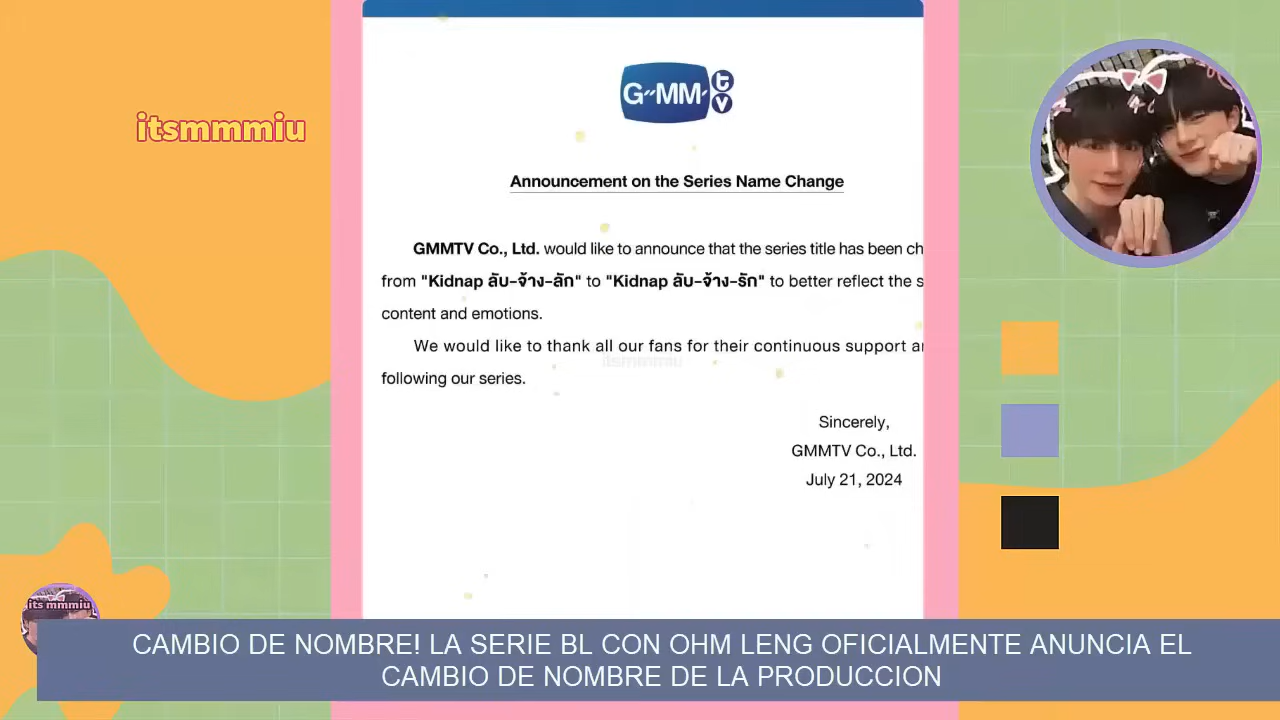 itsmmmiu
G-MM- tv
Announcement on the Series Name Change
GMMTV Co., Ltd. would like to announce that the series title has been ch
from "Kidnap ลับ-จ้าง-ลัก" to "Kidnap ลับ-จ้าง-รัก" to better reflect the s
content and emotions.
We would like to thank all our fans for their continuous support ar
itsmmmiu
following our series.
Sincerely,
GMMTV Co., Ltd.
July 21, 2024
its mmmiu
CAMBIO DE NOMBRE! LA SERIE BL CON OHM LENG OFICIALMENTE ANUNCIA EL
CAMBIO DE NOMBRE DE LA PRODUCCION